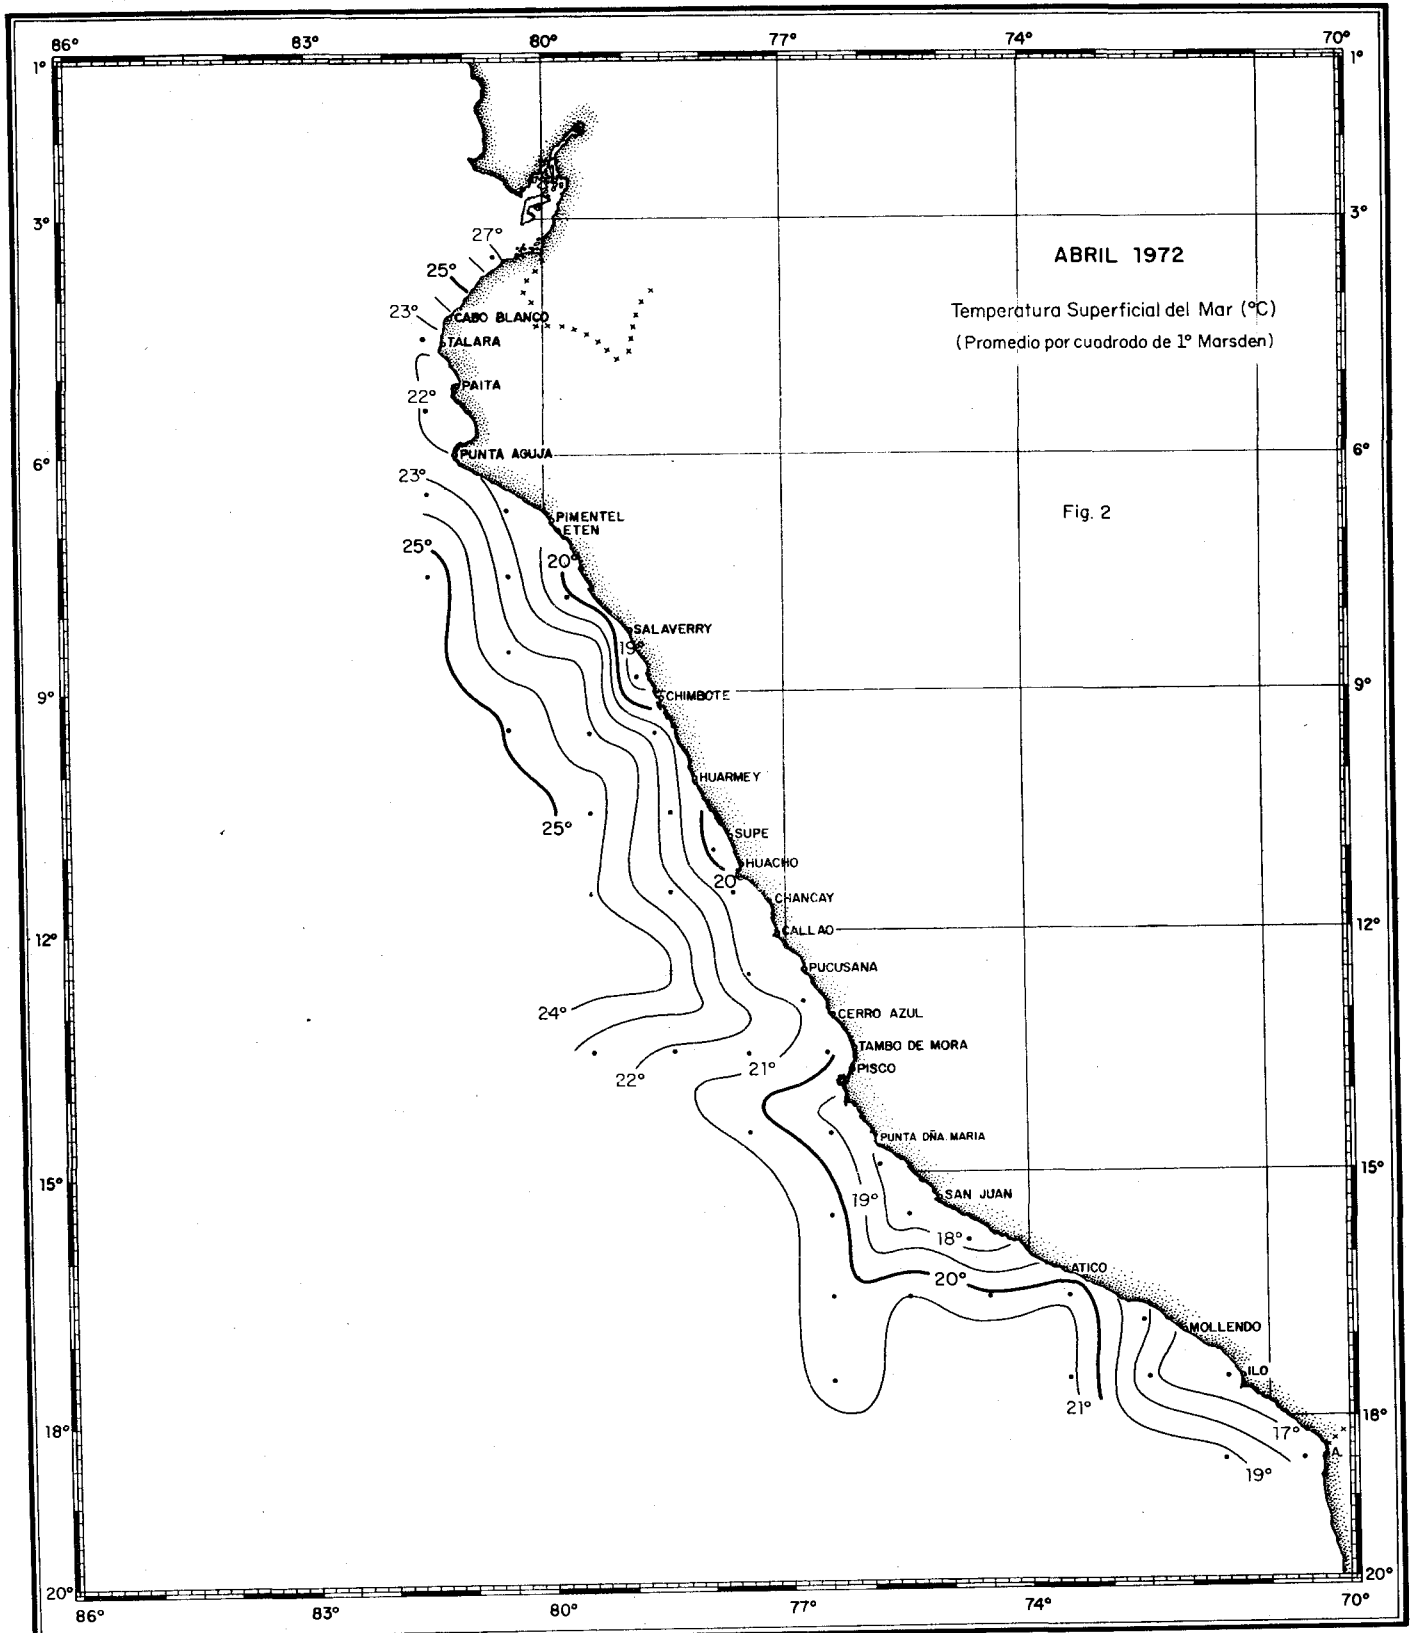 86° 83° 80° 77° 74° 70°
1° 1°
3° 3°
27°
ABRIL 1972
25°
Temperatura Superficial del Mar (°C)
23°
CABO BLANCO
(Promedio por cuadrado de 1° Marsden)
TALARA
PAITA
22°
PUNTA AGUJA
6° 6°
23°
Fig. 2
PIMENTEL
ETEN
25°
20°
SALAVERRY
19°
9° 9°
CHIMBOTE
HUARMEY
25°
SUPE
HUACHO
20°
CHANCAY
12° 12°
CALLAO
PUCUSANA
24°
CERRO AZUL
TAMBO DE MORA
PISCO
21°
22°
PUNTA DÑA. MARIA
15° 15°
SAN JUAN
19°
18°
ATICO
20°
MOLLENDO
ILO
21°
18° 18°
17°
A.
19°
20° 20°
86° 83° 80° 77° 74° 70°